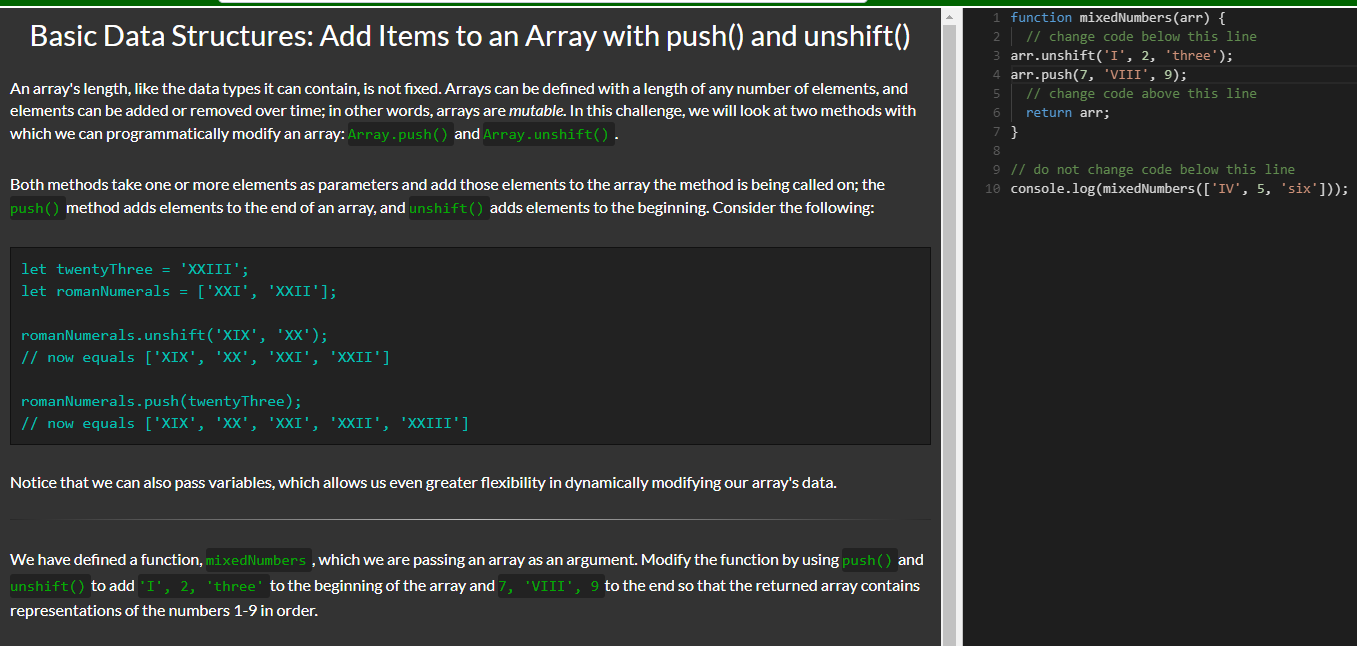 Basic Data Structures: Add Items to an Array with push() and unshift()
An array's length, like the data types it can contain, is not fixed. Arrays can be defined with a length of any number of elements, and
elements can be added or removed over time; in other words, arrays are mutable. In this challenge, we will look at two methods with
which we can programmatically modify an array: Array.push() and Array.unshift() .
Both methods take one or more elements as parameters and add those elements to the array the method is being called on; the
push() method adds elements to the end of an array, and unshift() adds elements to the beginning. Consider the following:
let twentyThree = 'XXIII';
let romanNumerals = ['XXI', 'XXII'];
romanNumerals.unshift('XIX', 'XX');
// now equals ['XIX', 'XX', 'XXI', 'XXII']
romanNumerals.push(twentyThree);
// now equals ['XIX', 'XX', 'XXI', 'XXII', 'XXIII']
Notice that we can also pass variables, which allows us even greater flexibility in dynamically modifying our array's data.
We have defined a function, mixedNumbers , which we are passing an array as an argument. Modify the function by using push() and
unshift() to add 'I', 2, 'three' to the beginning of the array and 7, 'VIII', 9 to the end so that the returned array contains
representations of the numbers 1-9 in order.
1 function mixedNumbers(arr) {
2 // change code below this line
3 arr.unshift('I', 2, 'three');
4 arr.push(7, 'VIII', 9);
5 // change code above this line
6 return arr;
7 }
8
9 // do not change code below this line
10 console.log(mixedNumbers(['IV', 5, 'six']));